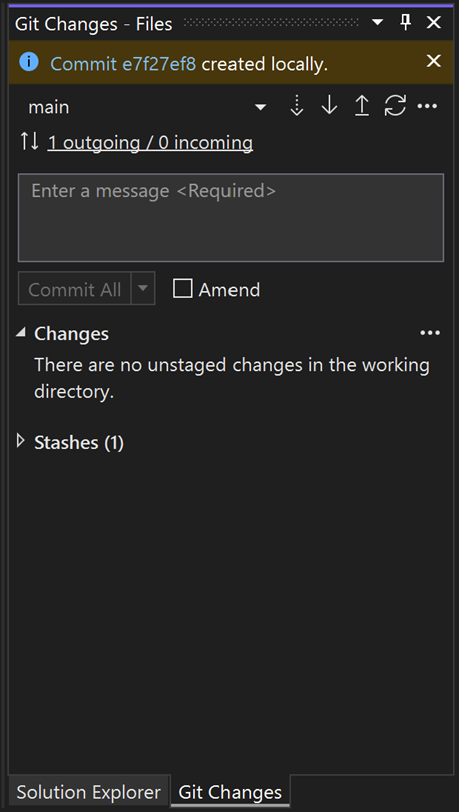 Git Changes - Files
Commit e7f27ef8 created locally.
main
1 outgoing / 0 incoming
Enter a message <Required>
Commit All
Amend
Changes
There are no unstaged changes in the working
directory.
Stashes (1)
Solution Explorer
Git Changes